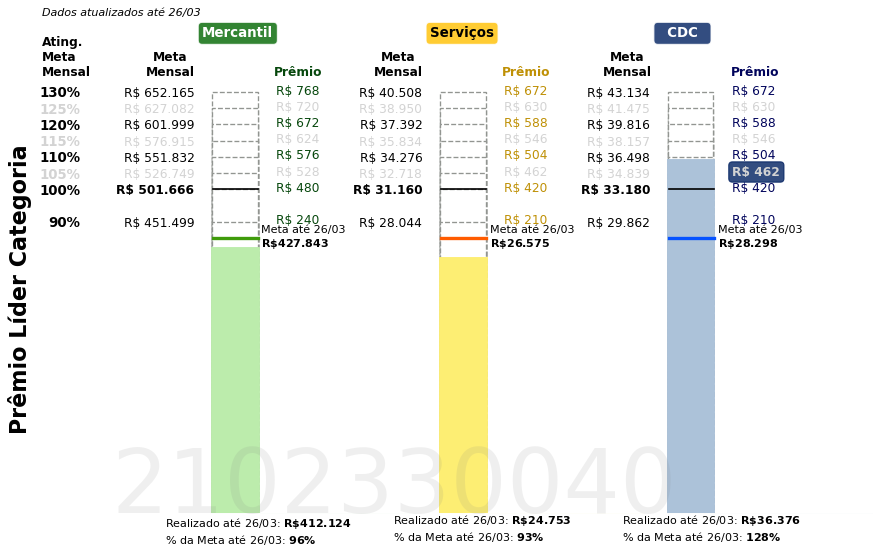 Dados atualizados até 26/03
Mercantil Serviços CDC
Prêmio Líder Categoria
Ating. Meta Mensal
Meta Mensal Prêmio Meta Mensal Prêmio Meta Mensal Prêmio
130% R$ 652.165 R$ 768 R$ 40.508 R$ 672 R$ 43.134 R$ 672
125% R$ 627.082 R$ 720 R$ 38.950 R$ 630 R$ 41.475 R$ 630
120% R$ 601.999 R$ 672 R$ 37.392 R$ 588 R$ 39.816 R$ 588
115% R$ 576.915 R$ 624 R$ 35.834 R$ 546 R$ 38.157 R$ 546
110% R$ 551.832 R$ 576 R$ 34.276 R$ 504 R$ 36.498 R$ 504
105% R$ 526.749 R$ 528 R$ 32.718 R$ 462 R$ 34.839 R$ 462
100% R$ 501.666 R$ 480 R$ 31.160 R$ 420 R$ 33.180 R$ 420
90% R$ 451.499 R$ 240 R$ 28.044 R$ 210 R$ 29.862 R$ 210
Meta até 26/03 Meta até 26/03 Meta até 26/03
R$427.843 R$26.575 R$28.298
2102330040
Realizado até 26/03: R$412.124 Realizado até 26/03: R$24.753 Realizado até 26/03: R$36.376
% da Meta até 26/03: 96% % da Meta até 26/03: 93% % da Meta até 26/03: 128%